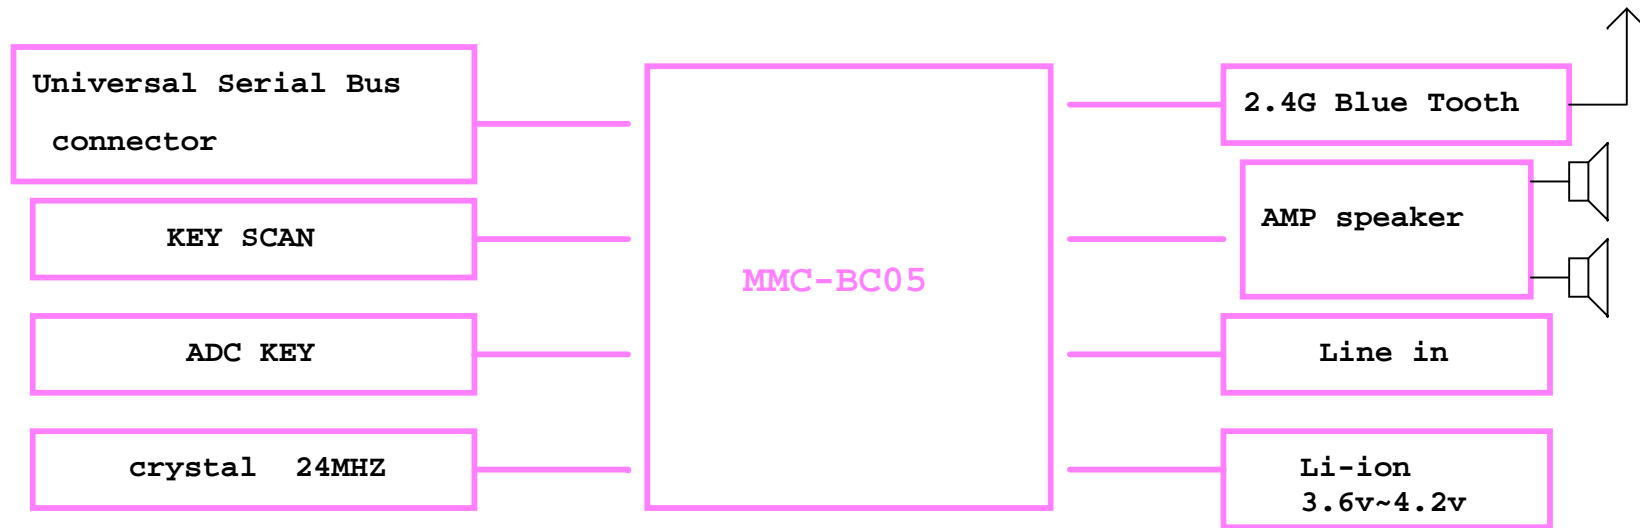 Universal Serial Bus
connector
KEY SCAN
ADC KEY
crystal 24MHZ
MMC-BC05
2.4G Blue Tooth
AMP speaker
Line in
Li-ion
3.6v~4.2v